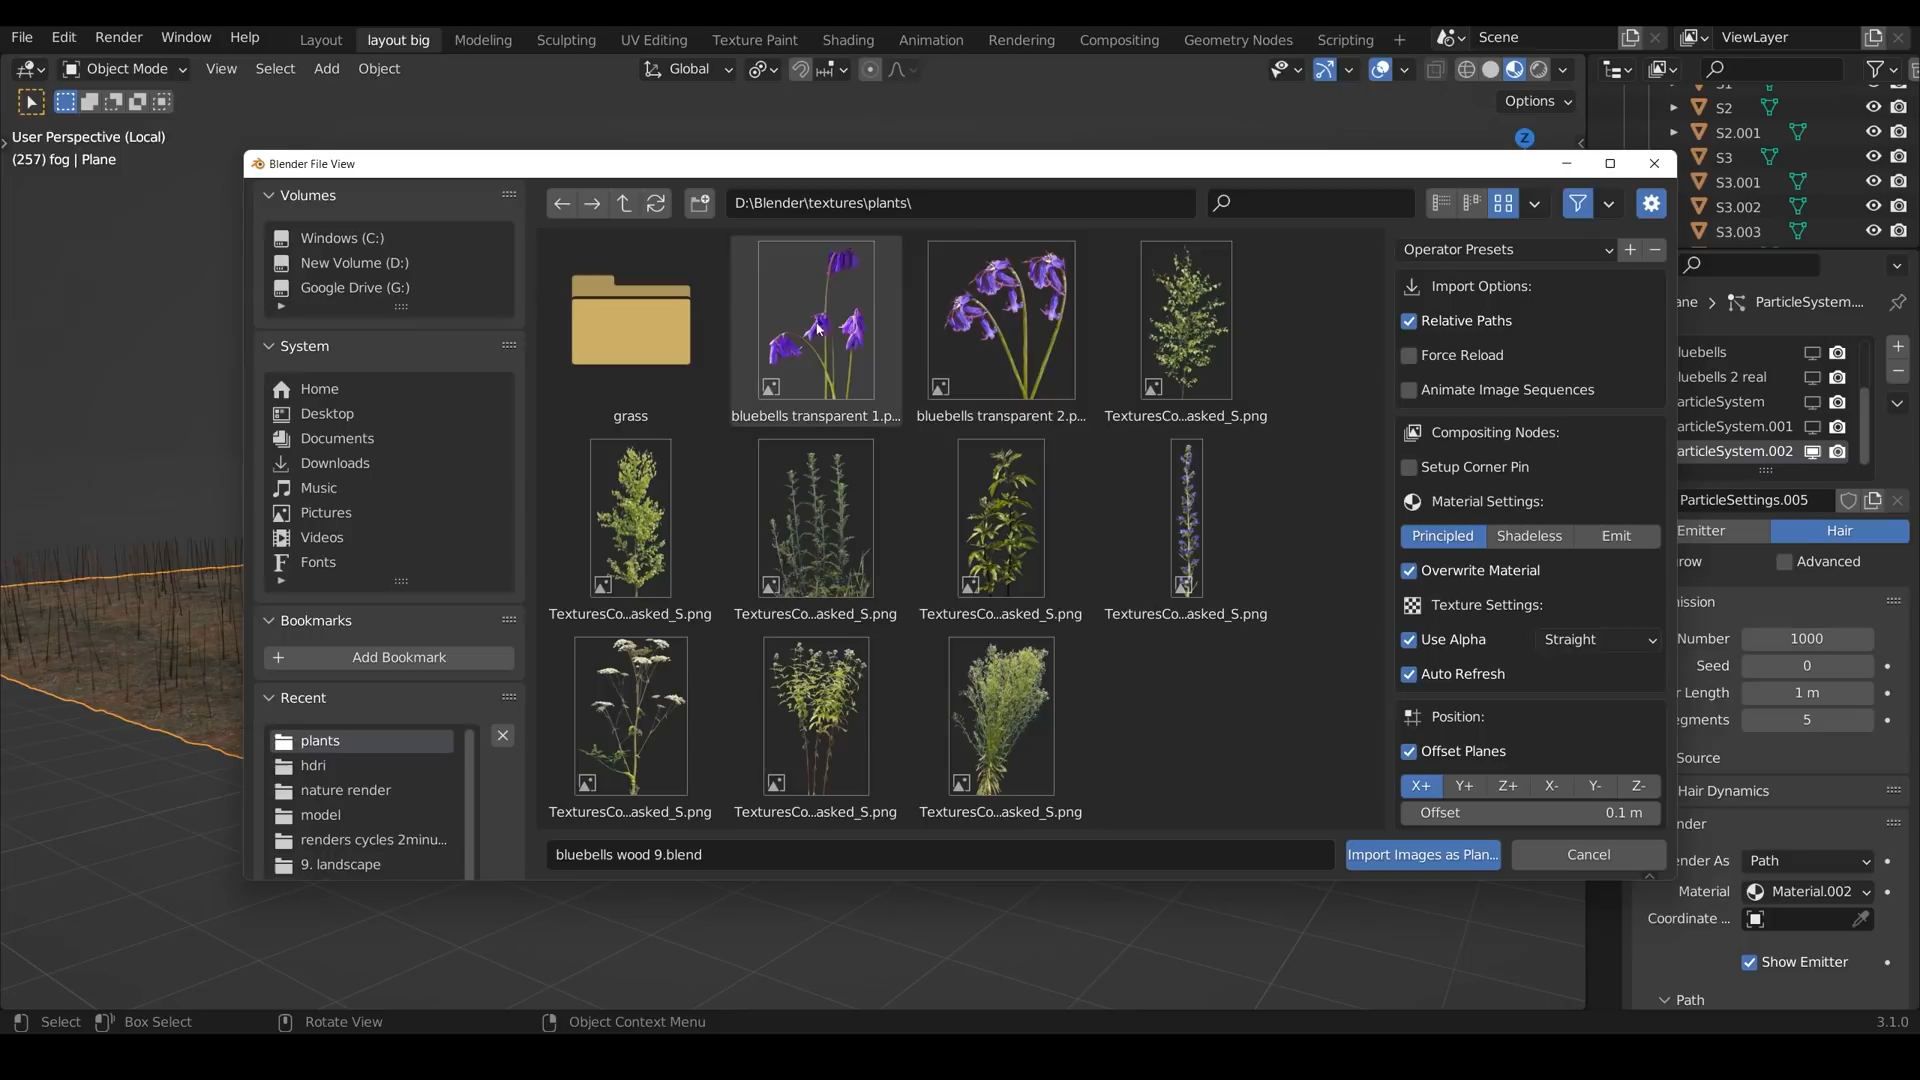 File Edit Render Window Help Layout layout big Modeling Sculpting UV Editing Texture Paint Shading Animation Rendering Compositing Geometry Nodes Scripting + Scene ViewLayer
Object Mode View Select Add Object Global
Options
User Perspective (Local)
(257) fog | Plane
Z
S1
S2
S2.001
S3
S3.001
S3.002
S3.003
Blender File View
Volumes
Windows (C:)
New Volume (D:)
Google Drive (G:)
System
Home
Desktop
Documents
Downloads
Music
Pictures
Videos
Fonts
Bookmarks
Add Bookmark
Recent
plants
hdri
nature render
model
renders cycles 2minu...
9. landscape
D:\Blender\textures\plants\
grass
bluebells transparent 1.p...
bluebells transparent 2.p...
TexturesCo...asked_S.png
TexturesCo...asked_S.png
TexturesCo...asked_S.png
TexturesCo...asked_S.png
TexturesCo...asked_S.png
TexturesCo...asked_S.png
TexturesCo...asked_S.png
TexturesCo...asked_S.png
bluebells wood 9.blend
Import Images as Plan...
Cancel
Operator Presets
Import Options:
Relative Paths
Force Reload
Animate Image Sequences
Compositing Nodes:
Setup Corner Pin
Material Settings:
Principled Shadeless Emit
Overwrite Material
Texture Settings:
Use Alpha Straight
Auto Refresh
Position:
Offset Planes
X+ Y+ Z+ X- Y- Z-
Offset 0.1 m
ane ParticleSystem....
luebells
luebells 2 real
articleSystem
articleSystem.001
articleSystem.002
ParticleSettings.005
Emitter Hair
row Advanced
ission
Number 1000
Seed 0
r Length 1 m
egments 5
Source
Hair Dynamics
nder
ender As Path
Material Material.002
Coordinate ...
Show Emitter
Path
Select Box Select Rotate View Object Context Menu
3.1.0